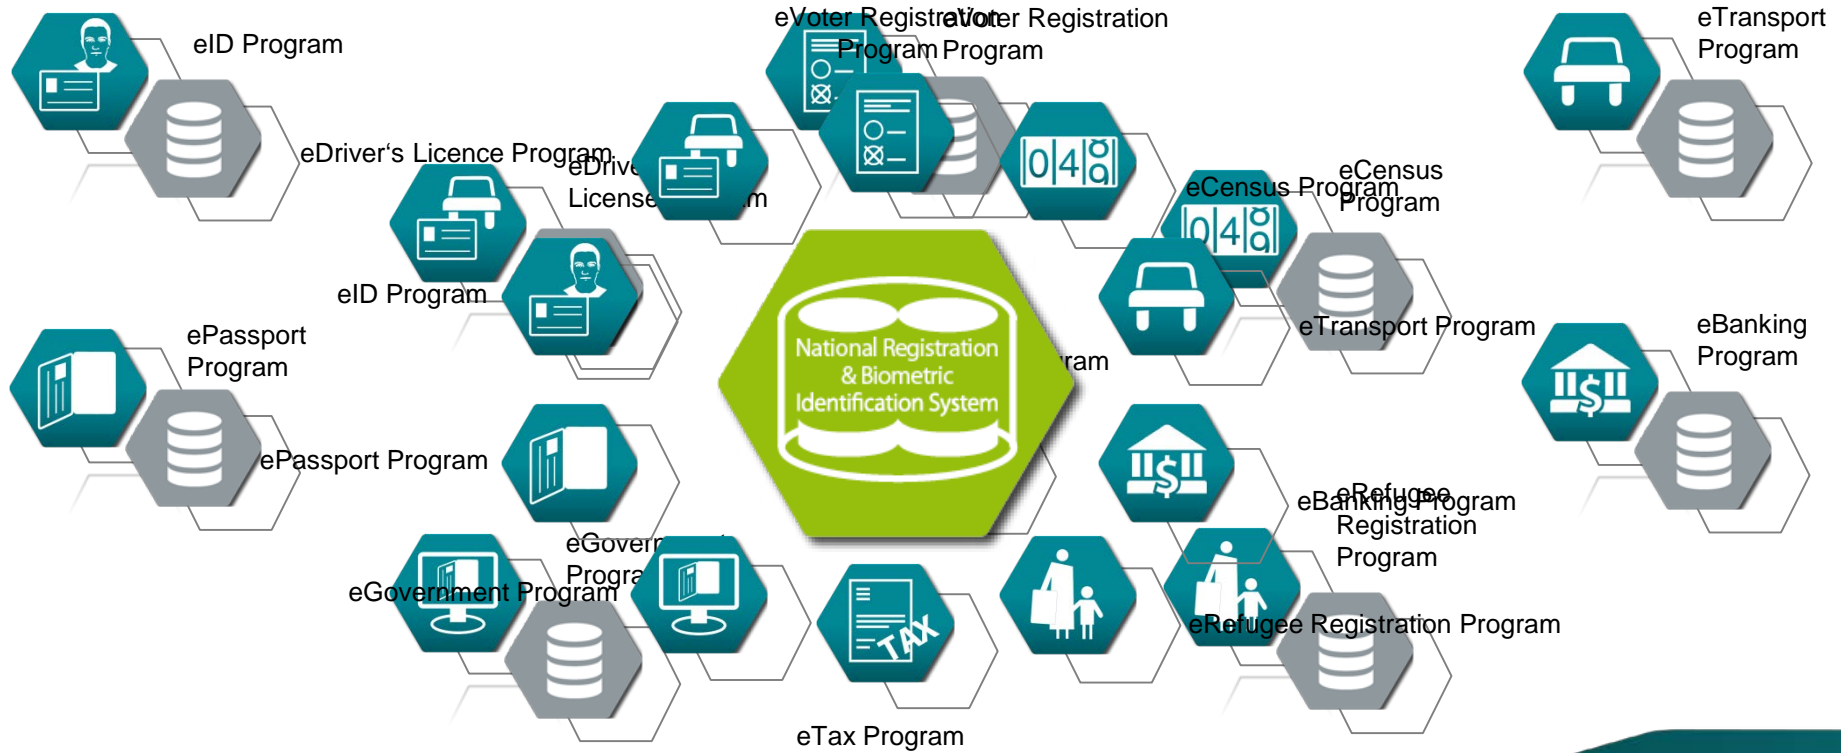 eID Program
eVoter Registration
Program
eVoter Registration
Program
eTransport
Program
eDriver‘s Licence Program
License
eCensus Program
eCensus
Program
eID Program
ePassport
Program
National Registration
& Biometric
Identification System
eTransport Program
eBanking
Program
ePassport Program
eBanking Program
eRefugee
Registration
Program
eGovernment Program
TAX
eRefugee Registration Program
eTax Program